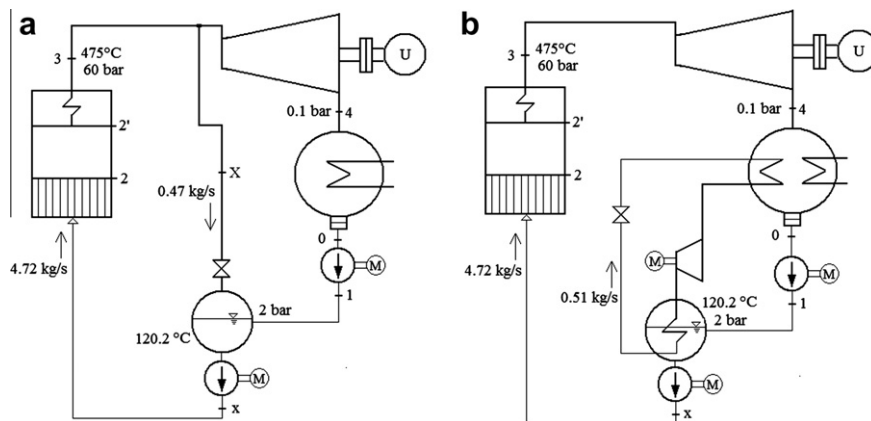 a
3
475°C
60 bar
U
0.1 bar
4
2'
2
X
0.47 kg/s
0
M
4.72 kg/s
2 bar
1
120.2 °C
M
x
b
3
475°C
60 bar
U
0.1 bar
4
2'
2
0
M
M
4.72 kg/s
0.51 kg/s
120.2 °C
2 bar
1
M
x